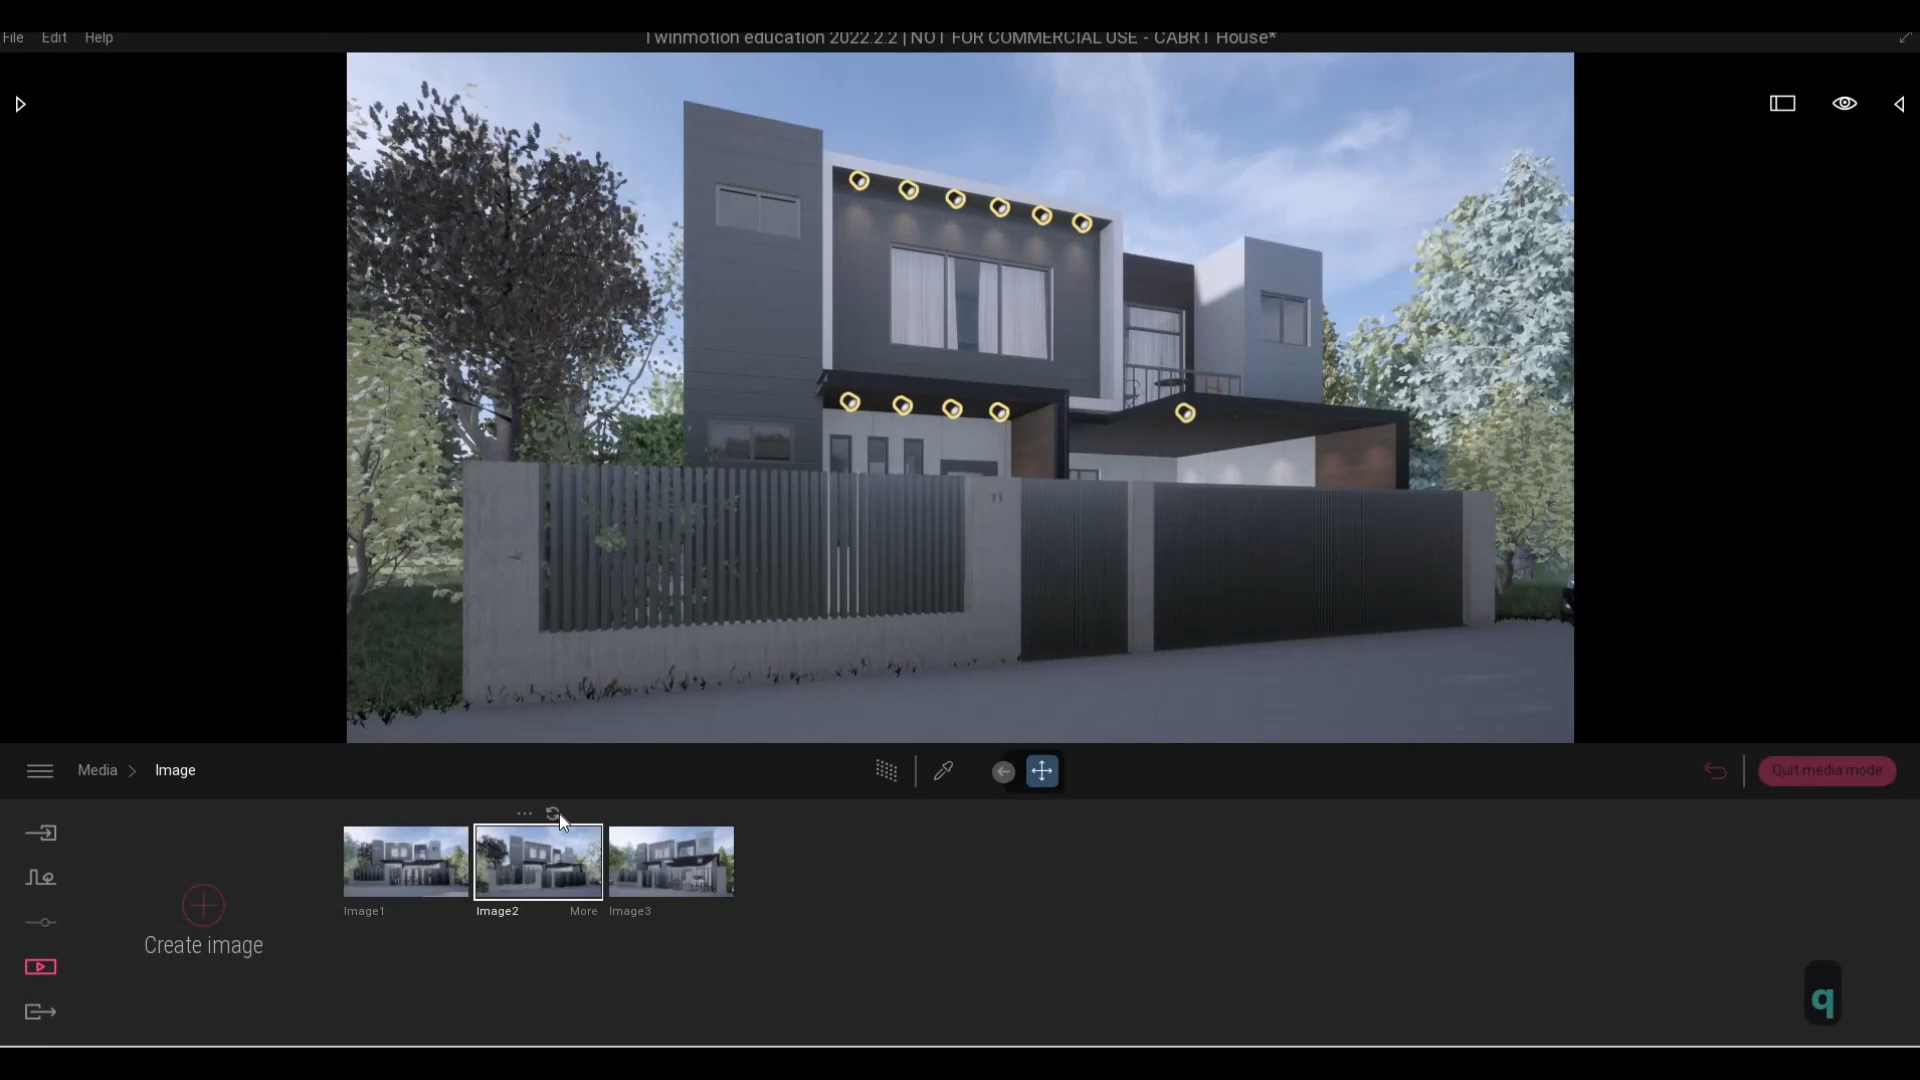 File Edit Help
Twinmotion education 2022.2.2 | NOT FOR COMMERCIAL USE - CABRT House*
11
Media > Image
Quit media mode
Create image
Image1
Image2 More
Image3
q